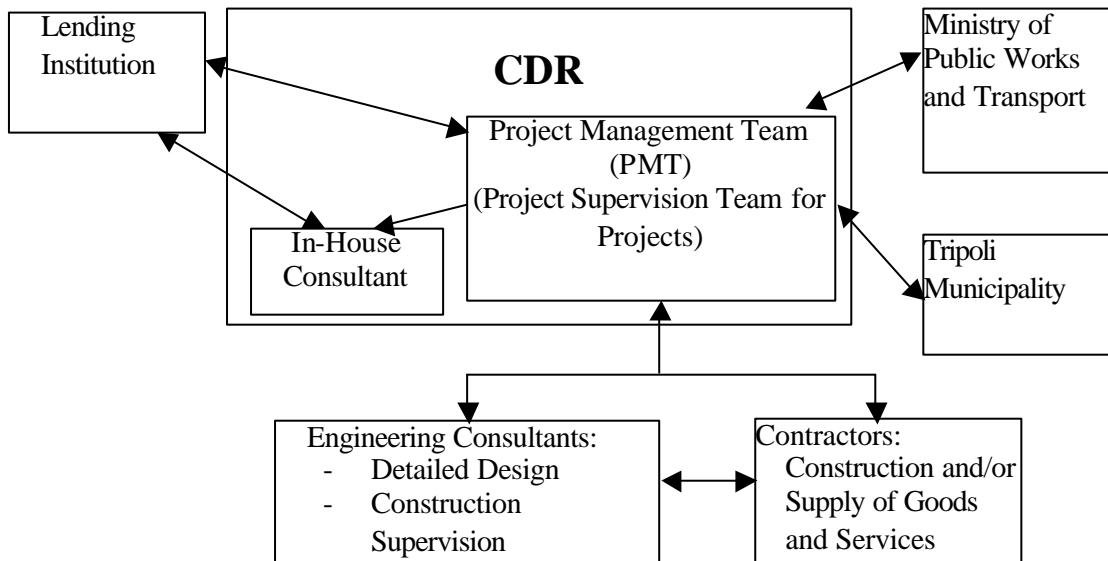 Lending
Institution
CDR
Ministry of
Public Works
and Transport
Project Management Team
(PMT)
(Project Supervision Team for
Projects)
In-House
Consultant
Tripoli
Municipality
Engineering Consultants:
- Detailed Design
- Construction
Supervision
Contractors:
Construction and/or
Supply of Goods
and Services